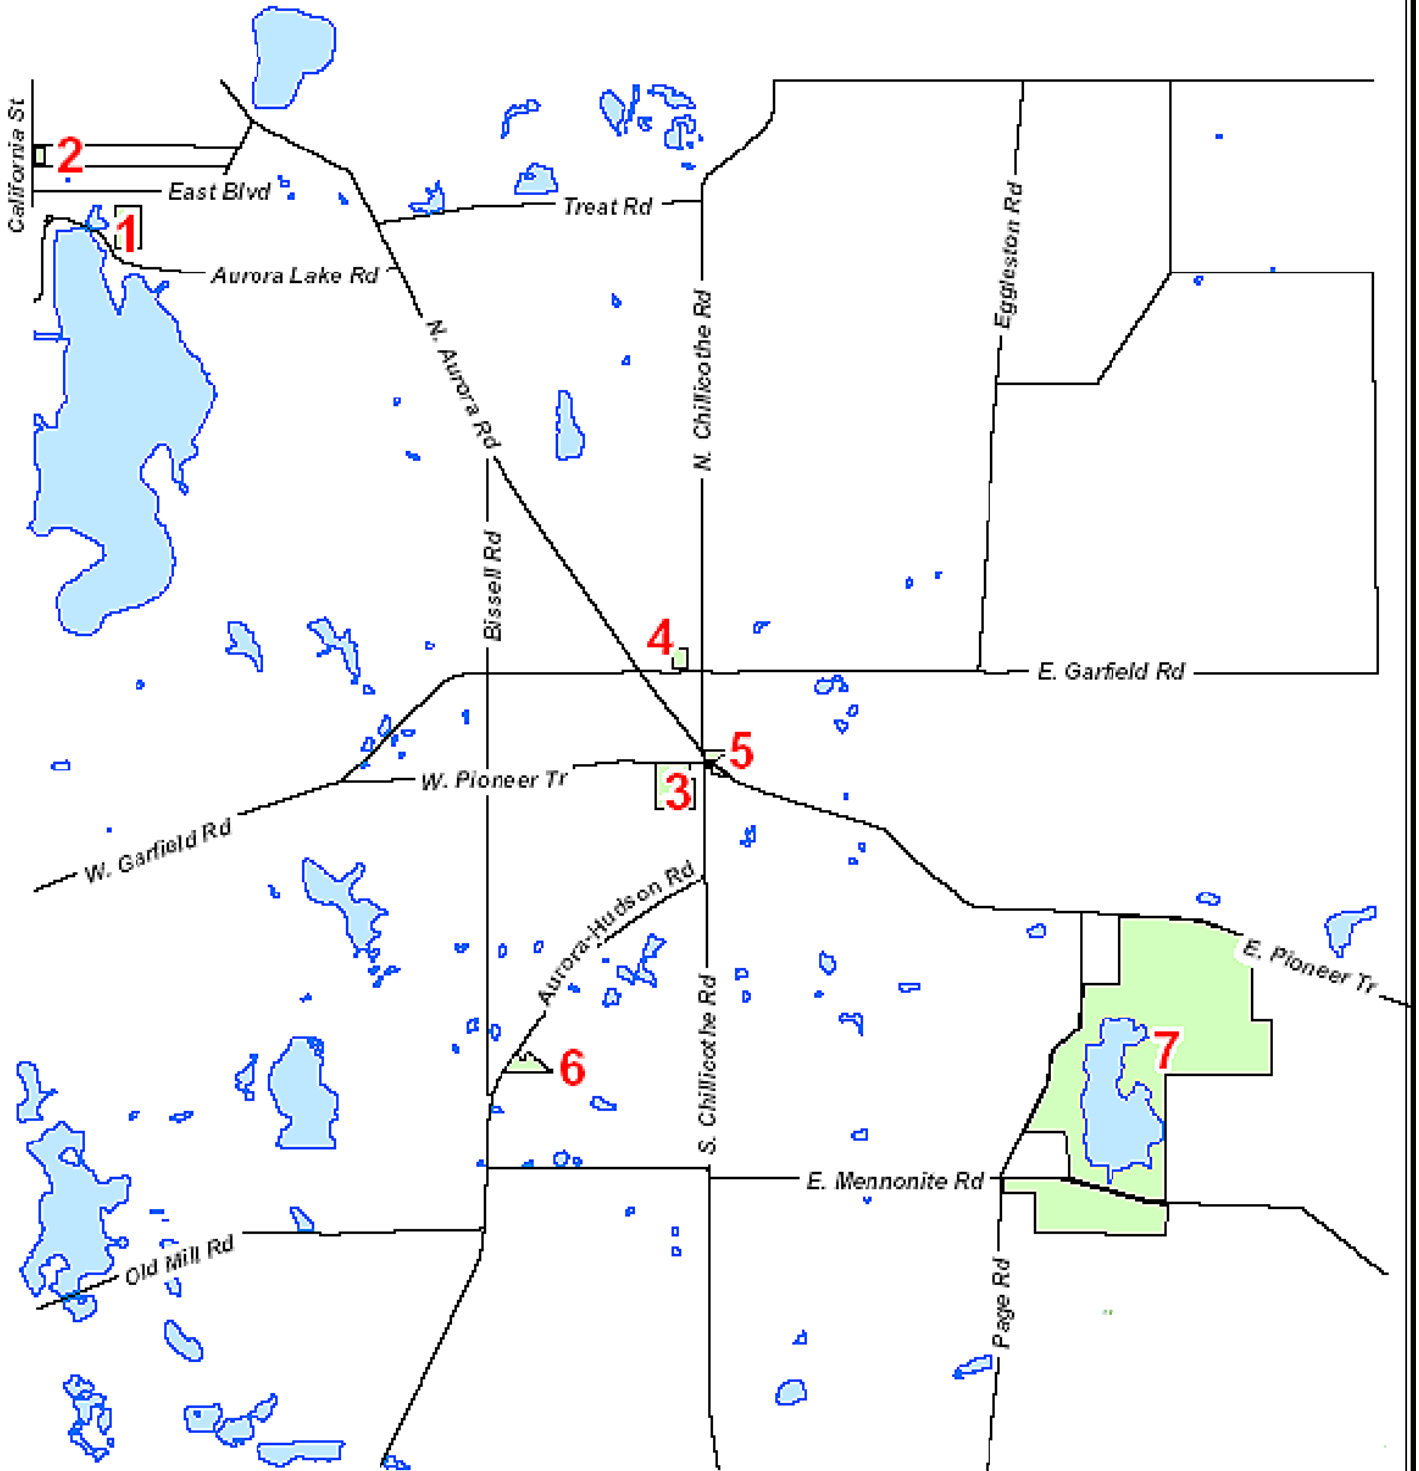 California St
2
East Blvd
1
Aurora Lake Rd
Treat Rd
Eggleston Rd
N. Aurora Rd
N. Chillicothe Rd
Bissell Rd
4
E. Garfield Rd
5
W. Pioneer Tr
3
W. Garfield Rd
Aurora-Hudson Rd
E. Pioneer Tr
S. Chillicothe Rd
7
6
E. Mennonite Rd
Old Mill Rd
Page Rd